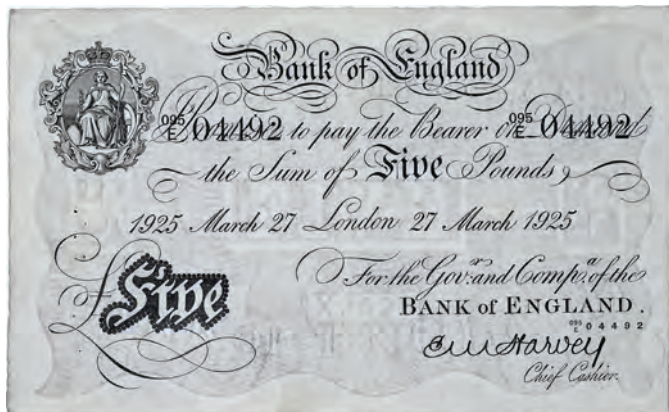 Bank of England
095/E 04492 095/E 04492
Promise to pay the Bearer on Demand
the Sum of Five Pounds
1925 March 27 London 27 March 1925
£ Five
For the Govr. and Compa. of the
BANK of ENGLAND.
095/E 04492
Chief Cashier.